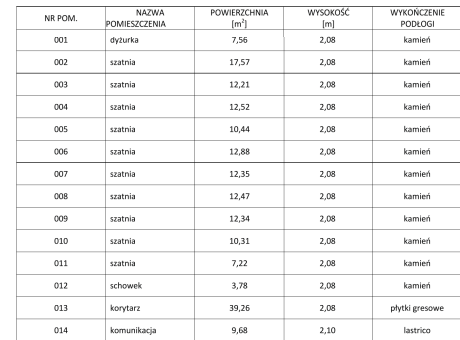 NR POM. NAZWA POMIESZCZENIA POWIERZCHNIA [m²] WYSOKOŚĆ [m] WYKOŃCZENIE PODŁOGI
001 dyżurka 7,56 2,08 kamień
002 szatnia 17,57 2,08 kamień
003 szatnia 12,21 2,08 kamień
004 szatnia 12,52 2,08 kamień
005 szatnia 10,44 2,08 kamień
006 szatnia 12,88 2,08 kamień
007 szatnia 12,35 2,08 kamień
008 szatnia 12,47 2,08 kamień
009 szatnia 12,34 2,08 kamień
010 szatnia 10,31 2,08 kamień
011 szatnia 7,22 2,08 kamień
012 schowek 3,78 2,08 kamień
013 korytarz 39,26 2,08 płytki gresowe
014 komunikacja 9,68 2,10 lastrico